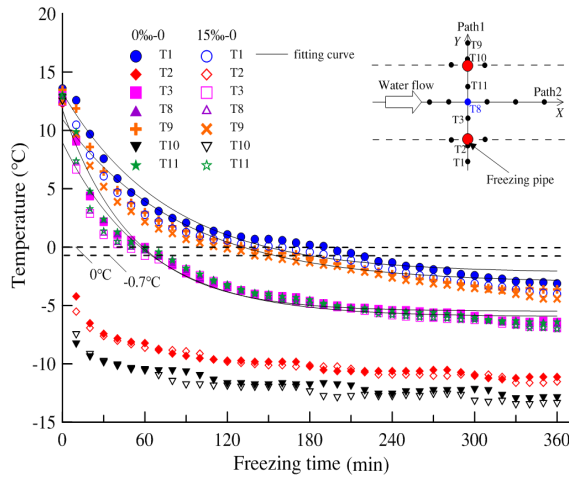 20
15
10
5
0
-5
-10
-15
Temperature (°C)
0 60 120 180 240 300 360
Freezing time (min)
0‰-0 15‰-0
T1 T1 fitting curve
T2 T2
T3 T3
T8 T8
T9 T9
T10 T10
T11 T11
0°C
-0.7°C
Path1
Y T9
T10
T11
Water flow
Path2
T8
X
T3
T2
T1
Freezing pipe